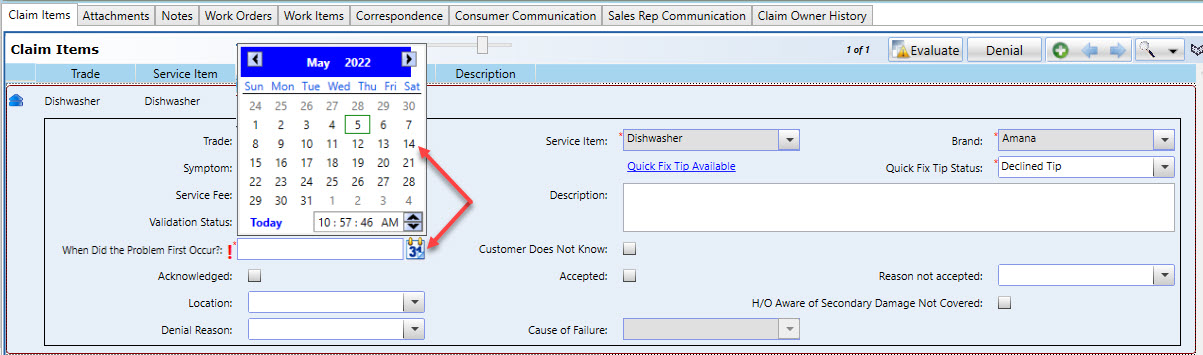 Claim Items Attachments Notes Work Orders Work Items Correspondence Consumer Communication Sales Rep Communication Claim Owner History
Claim Items 1 of 1 Evaluate Denial
Trade Service Item Description
Dishwasher Dishwasher
May 2022
Sun Mon Tue Wed Thu Fri Sat
24 25 26 27 28 29 30
1 2 3 4 5 6 7
8 9 10 11 12 13 14
15 16 17 18 19 20 21
22 23 24 25 26 27 28
29 30 31 1 2 3 4
Today 10 : 57 : 46 AM
Trade: Service Item: * Dishwasher Brand: * Amana
Symptom: Quick Fix Tip Available Quick Fix Tip Status: * Declined Tip
Service Fee: Description:
Validation Status:
When Did the Problem First Occur?: ! * 31 Customer Does Not Know:
Acknowledged: Accepted: Reason not accepted:
Location: H/O Aware of Secondary Damage Not Covered:
Denial Reason: Cause of Failure: